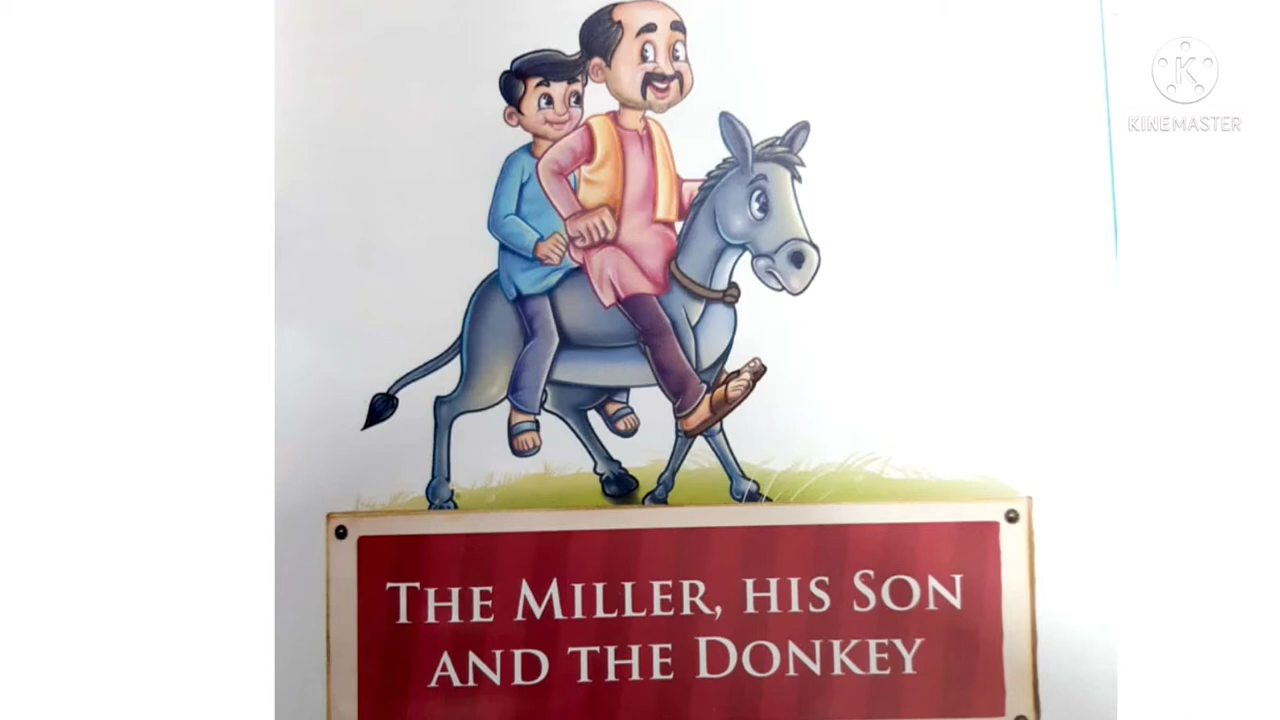 KINEMASTER
THE MILLER, HIS SON
AND THE DONKEY